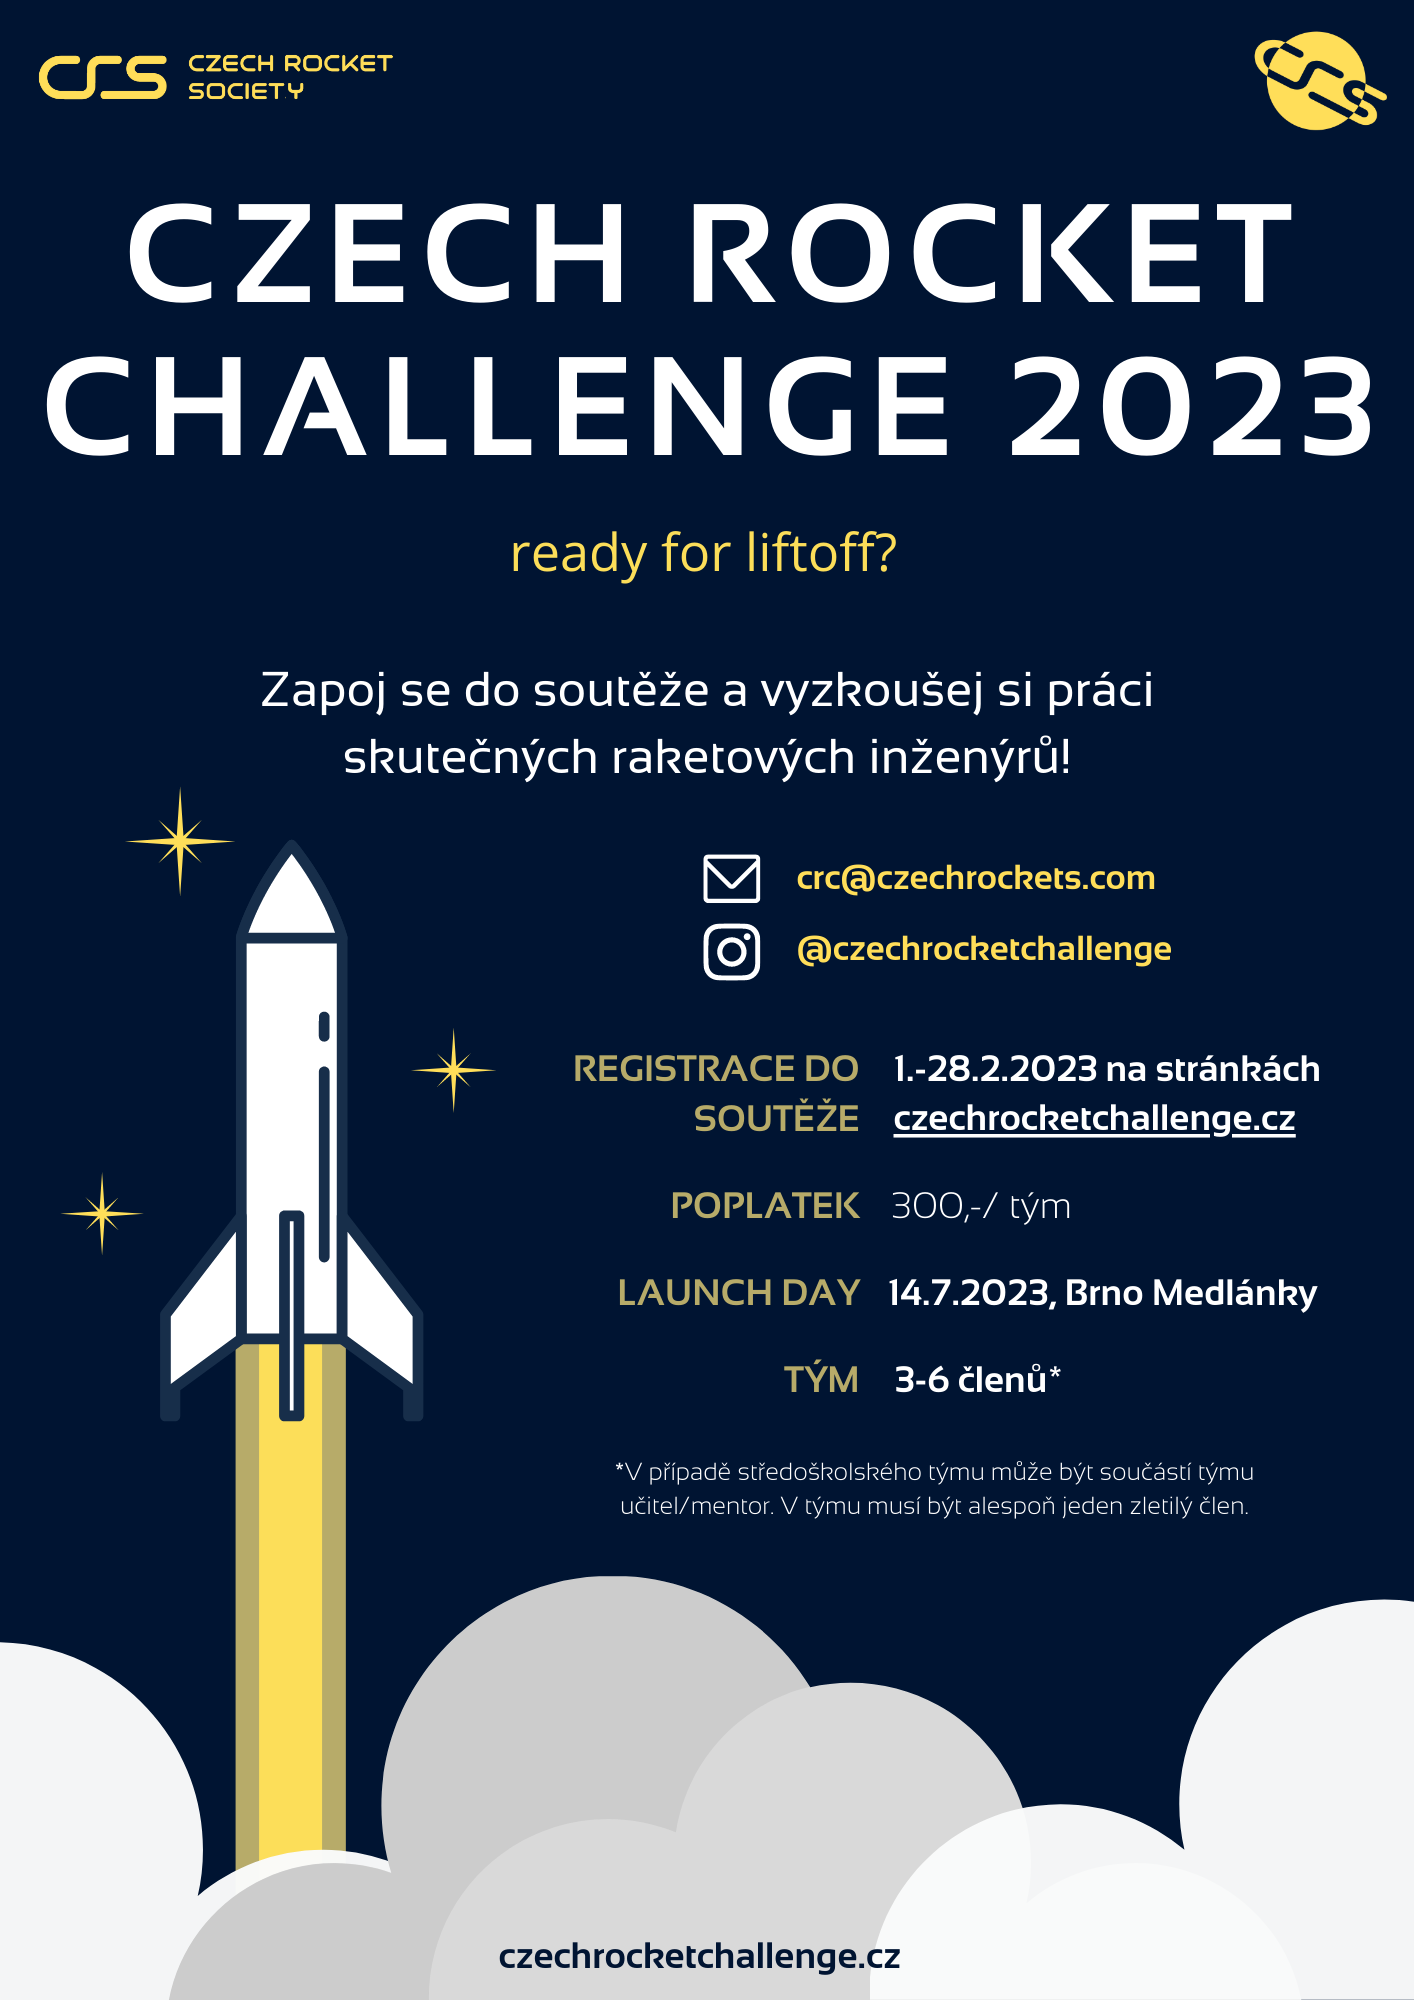 crs CZECH ROCKET
SOCIETY
crs
CZECH ROCKET
CHALLENGE 2023
ready for liftoff?
Zapoj se do soutěže a vyzkoušej si práci
skutečných raketových inženýrů!
crc@czechrockets.com
@czechrocketchallenge
REGISTRACE DO 1.-28.2.2023 na stránkách
SOUTĚŽE czechrocketchallenge.cz
POPLATEK 300,-/ tým
LAUNCH DAY 14.7.2023, Brno Medlánky
TÝM 3-6 členů*
*V případě středoškolského týmu může být součástí týmu
učitel/mentor. V týmu musí být alespoň jeden zletilý člen.
czechrocketchallenge.cz